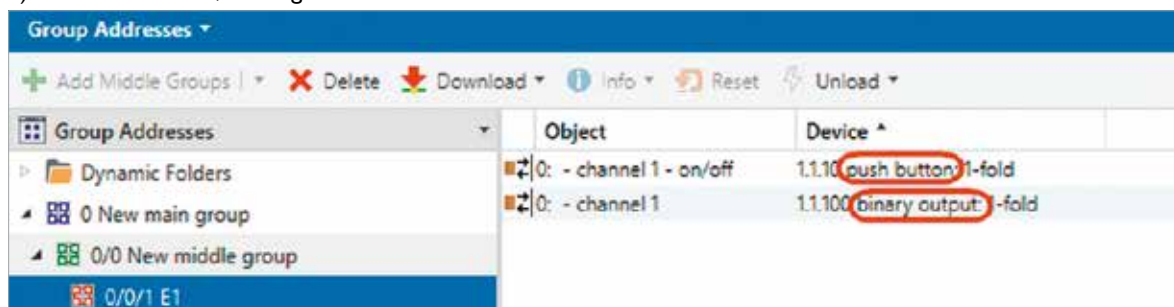 Group Addresses
Add Middle Groups Delete Download Info Reset Unload
Group Addresses Object Device
Dynamic Folders 0: - channel 1 - on/off 1.1.10 push button: 1-fold
0 New main group 0: - channel 1 1.1.100 binary output: 1-fold
0/0 New middle group
0/0/1 E1